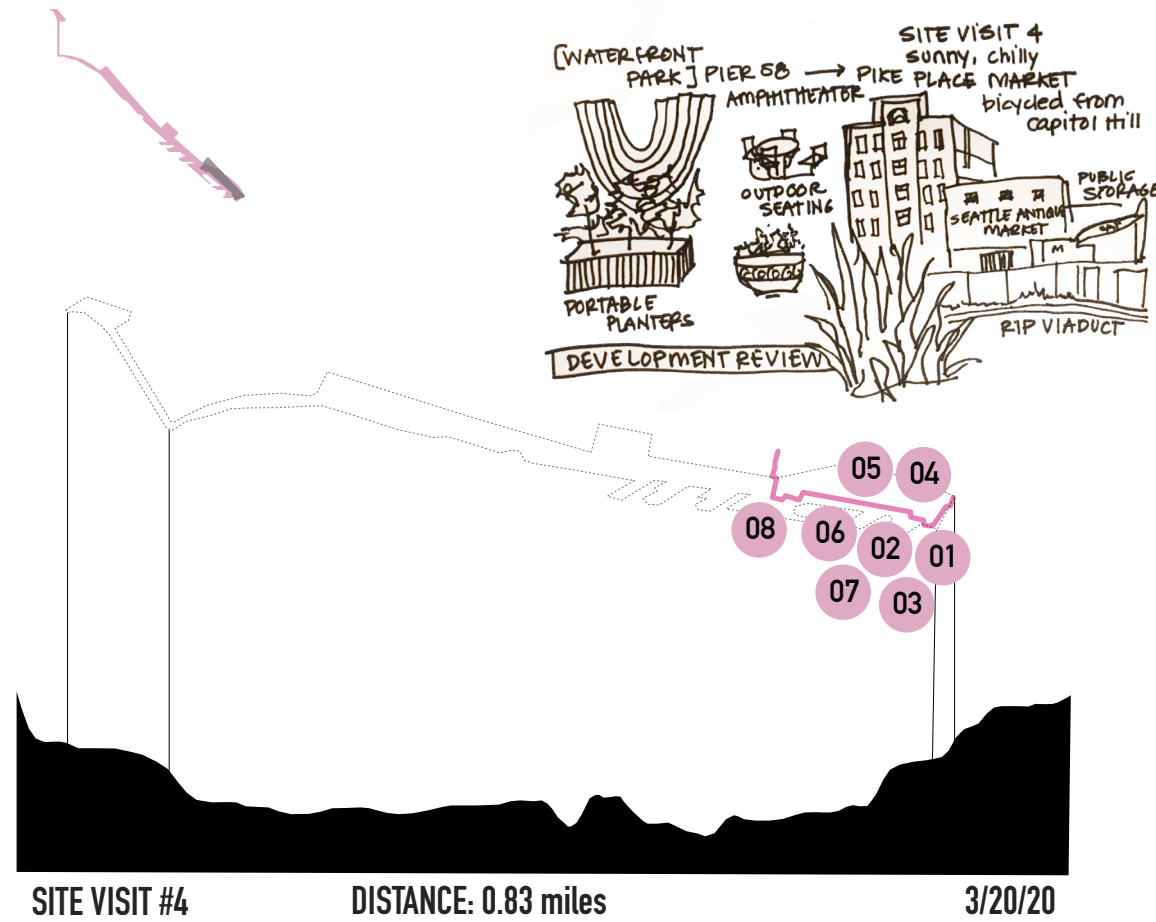 SITE VISIT 4
sunny, chilly
[WATERFRONT
PARK] PIER 58 → PIKE PLACE MARKET
AMPHITHEATER
bicycled from
capitol Hill
OUTDOOR
SEATING
PUBLIC
STORAGE
SEATTLE ANTIQUE
MARKET
M
PORTABLE
PLANTERS
RIP VIADUCT
DEVELOPMENT REVIEW
05
04
08
06
02
01
07
03
SITE VISIT #4
DISTANCE: 0.83 miles
3/20/20